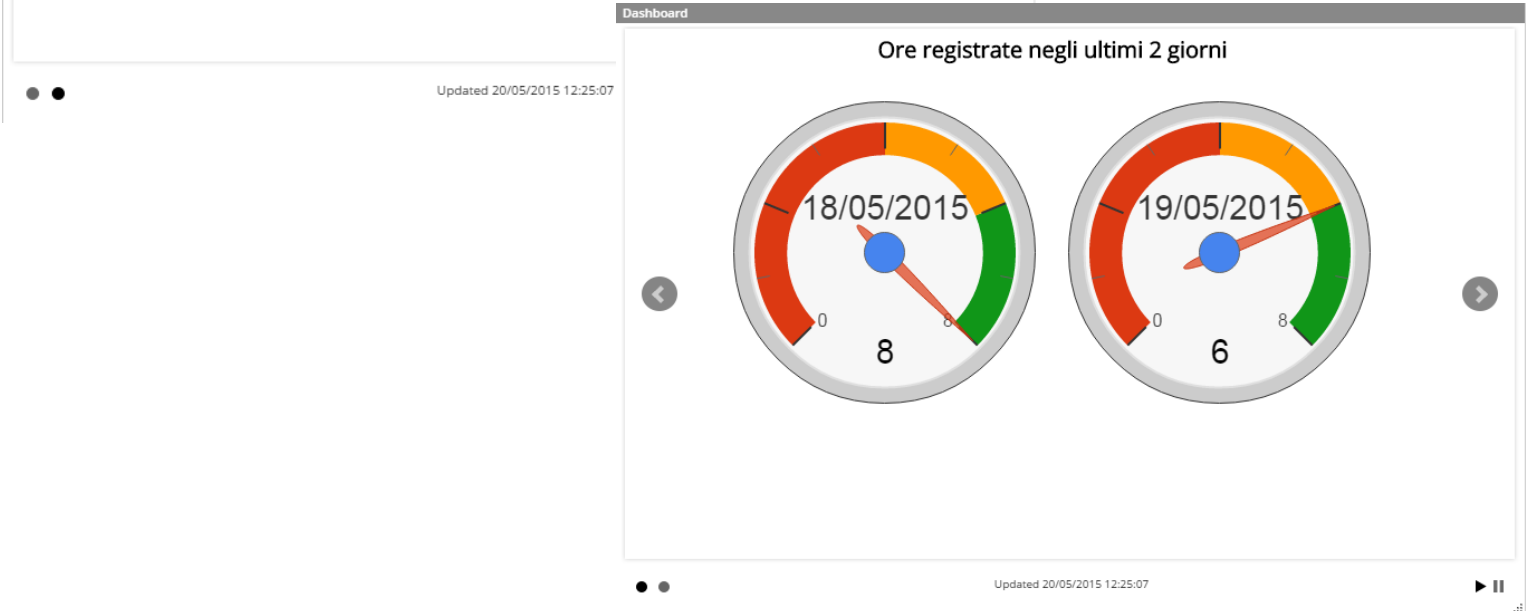 Dashboard
Ore registrate negli ultimi 2 giorni
Updated 20/05/2015 12:25:07
18/05/2015
19/05/2015
0
8
0
8
8
6
Updated 20/05/2015 12:25:07